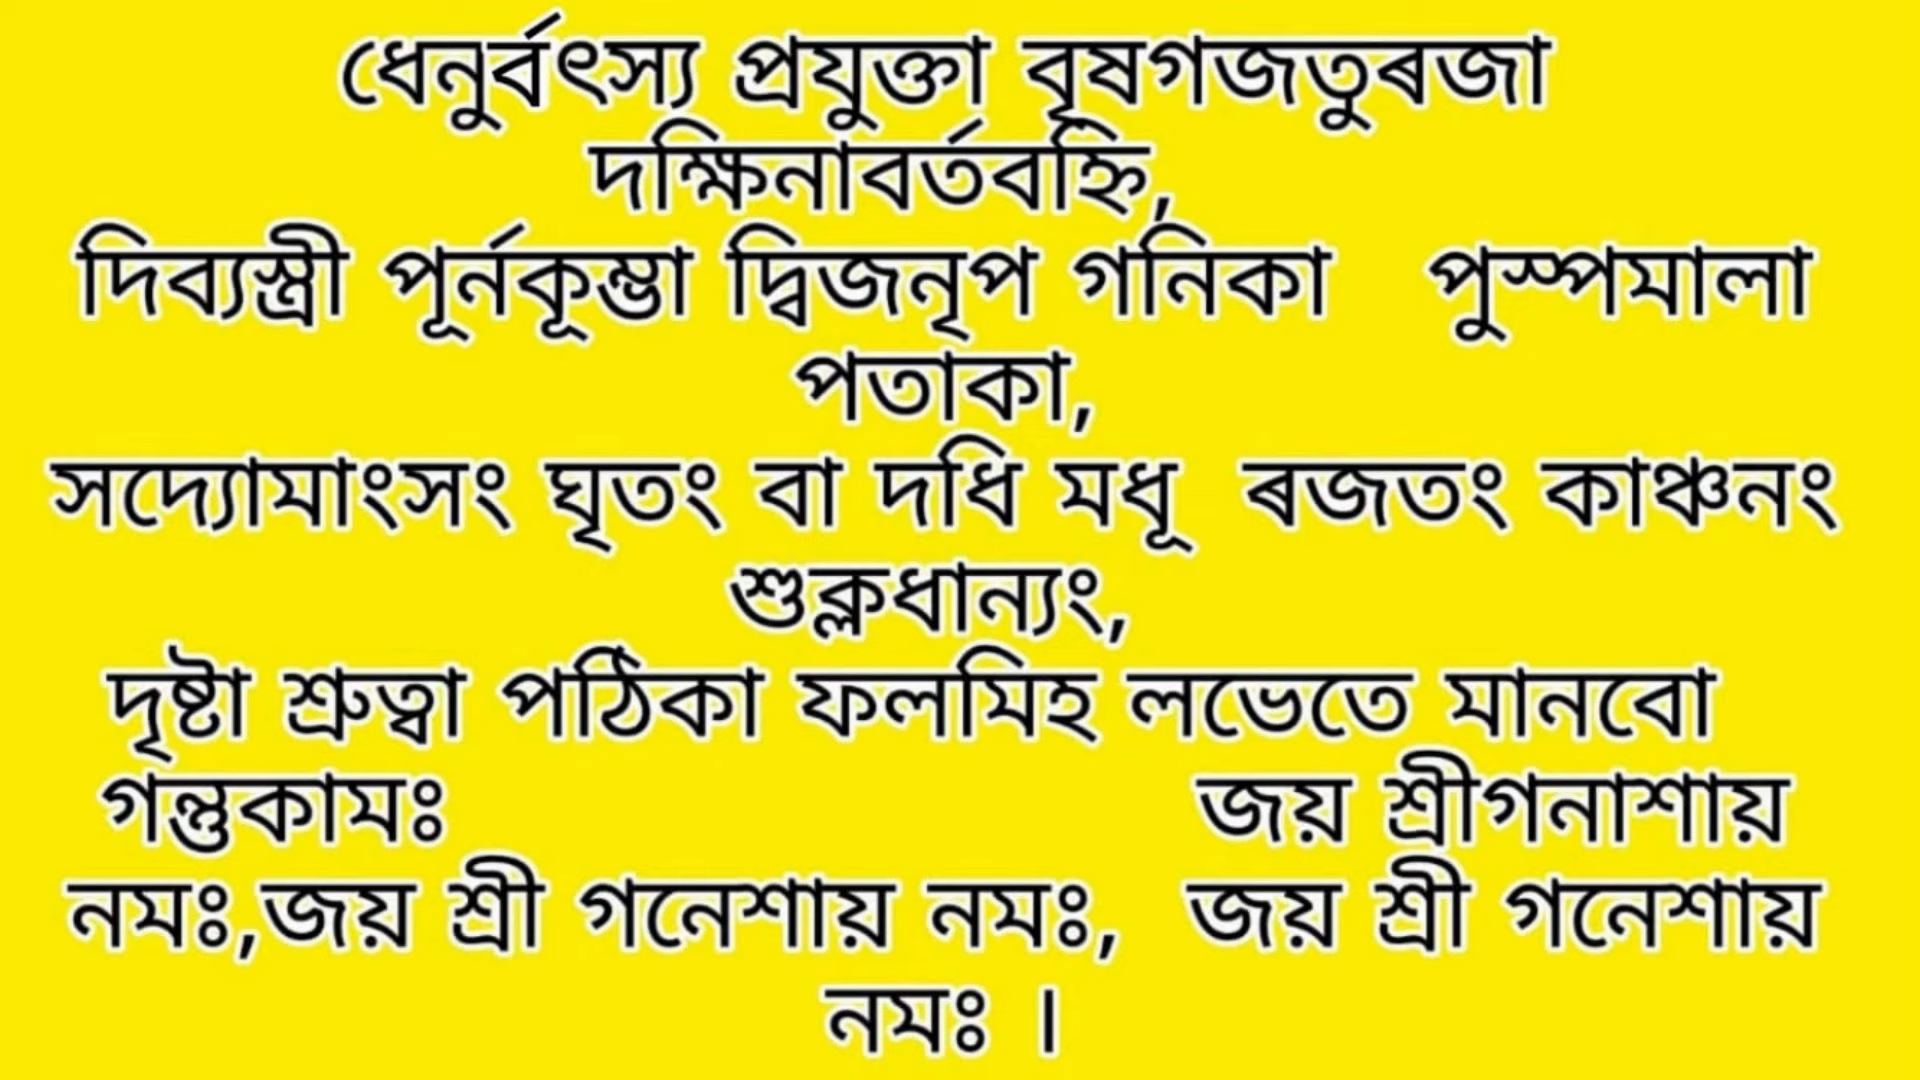 ধেনুৰ্বৎস্য প্ৰযুক্তা বৃষগজতুৰজা
দক্ষিনাবৰ্তবহ্নি,
দিব্যস্ত্ৰী পূৰ্নকূম্ভা দ্বিজনৃপ গনিকা পুস্পমালা
পতাকা,
সদ্যোমাংসং ঘৃতং বা দধি মধূ ৰজতং কাঞ্চনং
শুক্লধান্যং,
দৃষ্টা শ্ৰুত্বা পঠিকা ফলমিহ লভেতে মানবো
গন্তুকামঃ জয় শ্ৰীগনাশায়
নমঃ,জয় শ্ৰী গনেশায় নমঃ, জয় শ্ৰী গনেশায়
নমঃ ।